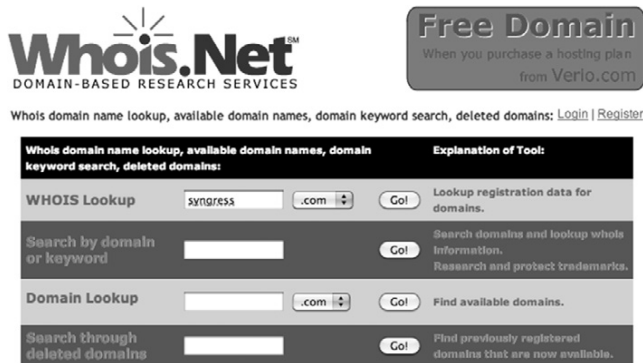 Whois.Net℠
DOMAIN-BASED RESEARCH SERVICES
Free Domain
When you purchase a hosting plan
from Verio.com
Whois domain name lookup, available domain names, domain keyword search, deleted domains: Login | Register
Whois domain name lookup, available domain names, domain
keyword search, deleted domains:
Explanation of Tool:
WHOIS Lookup
syngress
.com
Go!
Lookup registration data for
domains.
Search by domain
or keyword
Go!
Search domains and lookup whois
information.
Research and protect trademarks.
Domain Lookup
.com
Go!
Find available domains.
Search through
deleted domains
Go!
Find previously registered
domains that are now available.